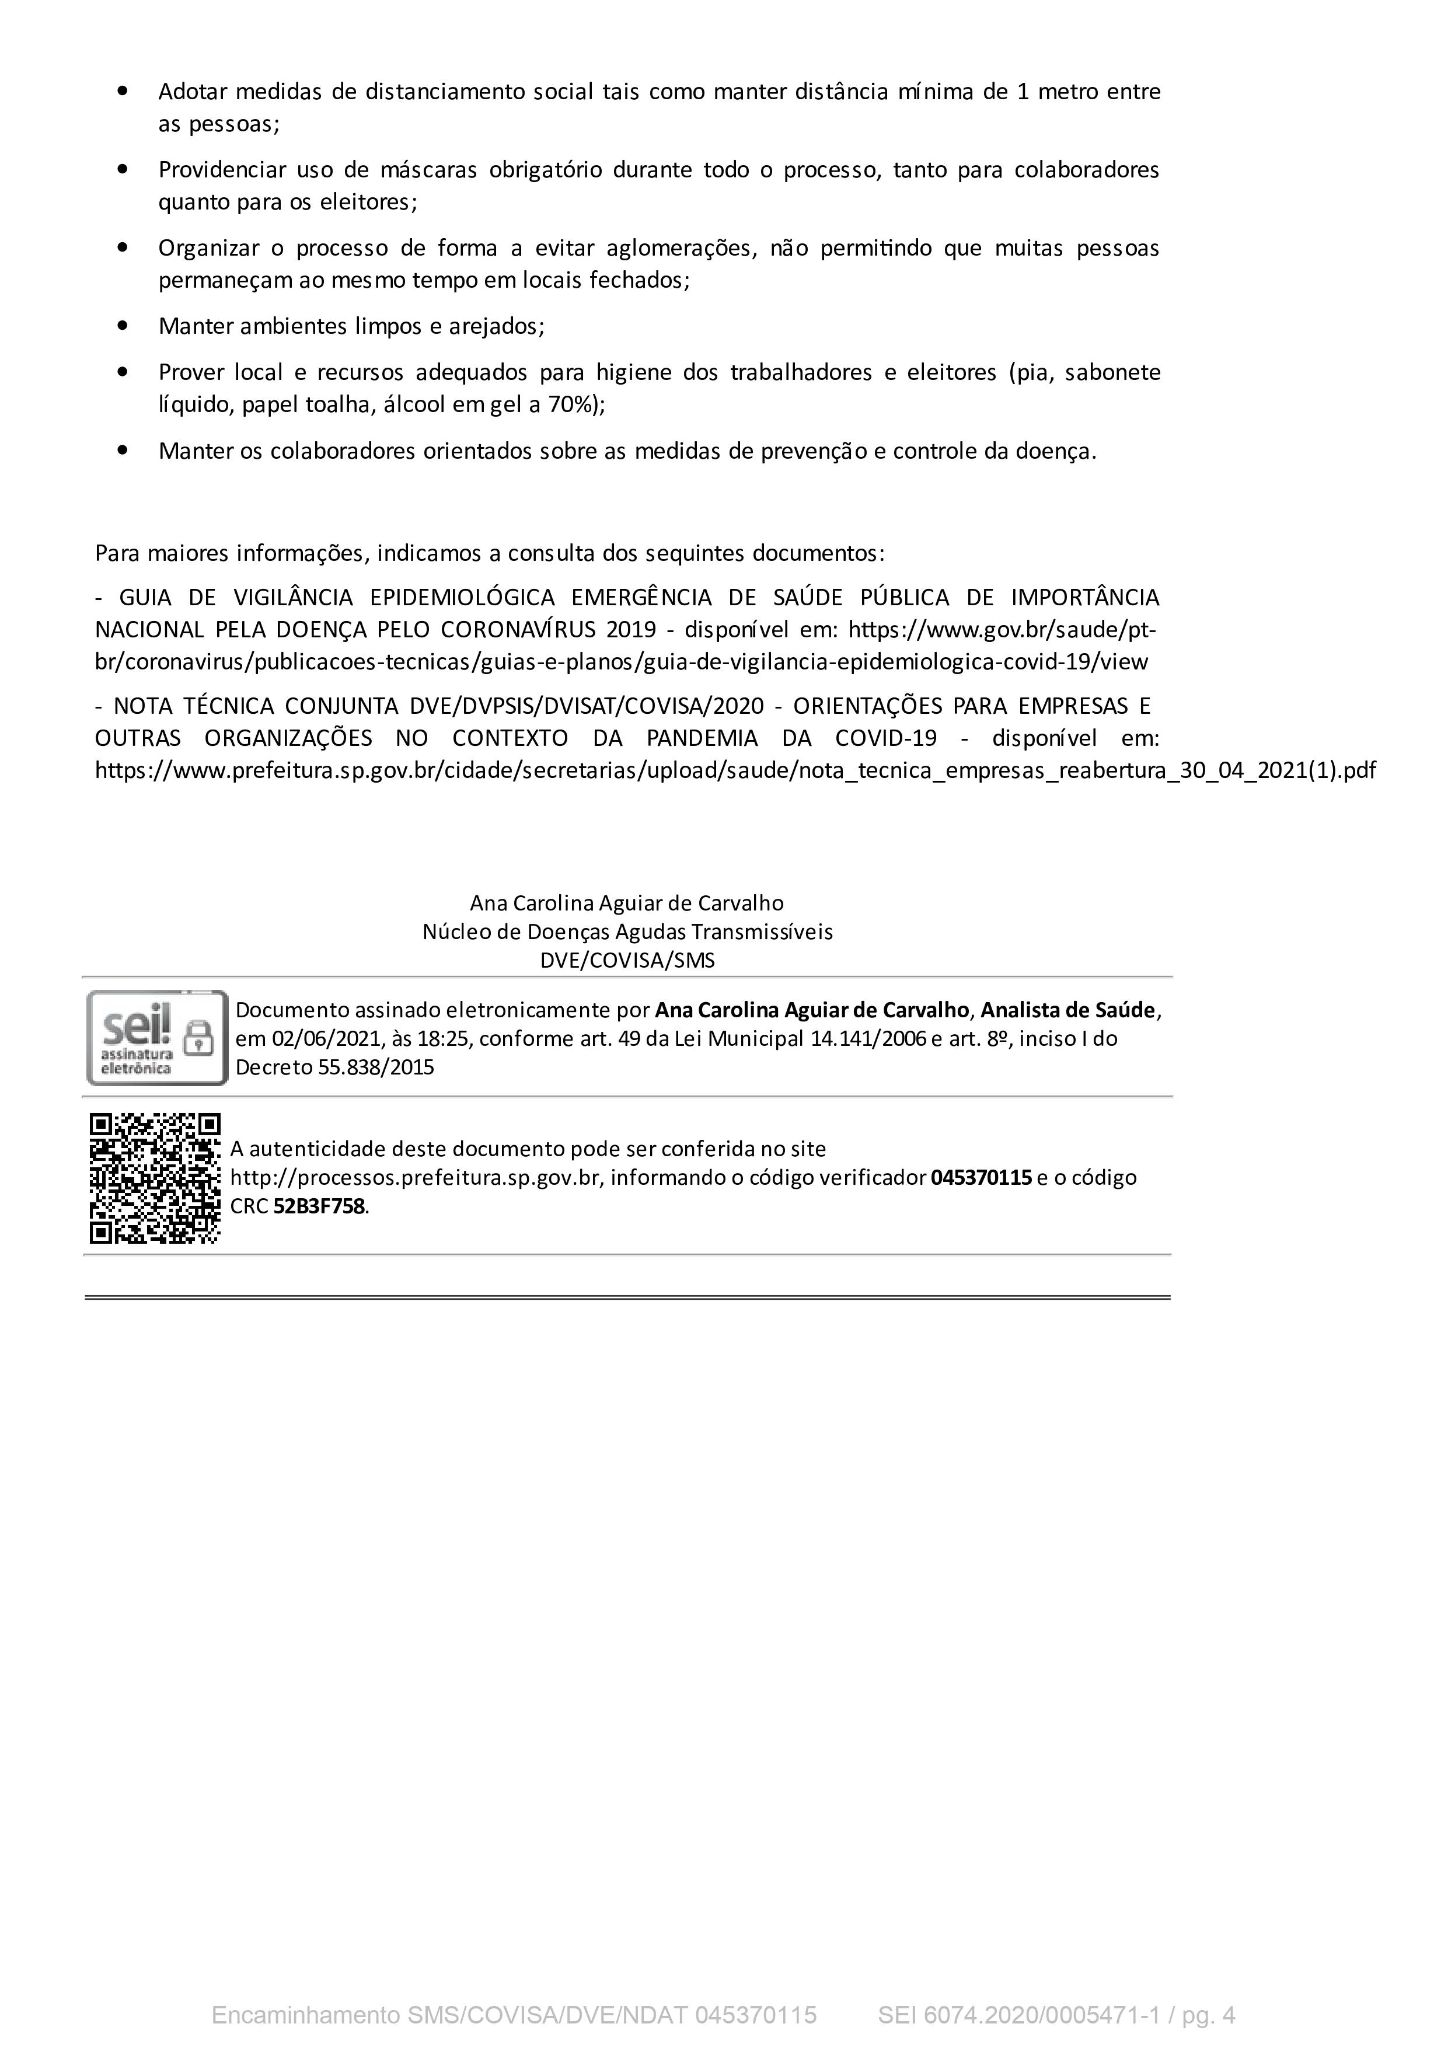 • Adotar medidas de distanciamento social tais como manter distância mínima de 1 metro entre
as pessoas;
• Providenciar uso de máscaras obrigatório durante todo o processo, tanto para colaboradores
quanto para os eleitores;
• Organizar o processo de forma a evitar aglomerações, não permitindo que muitas pessoas
permaneçam ao mesmo tempo em locais fechados;
• Manter ambientes limpos e arejados;
• Prover local e recursos adequados para higiene dos trabalhadores e eleitores (pia, sabonete
líquido, papel toalha, álcool em gel a 70%);
• Manter os colaboradores orientados sobre as medidas de prevenção e controle da doença.
Para maiores informações, indicamos a consulta dos sequintes documentos:
- GUIA DE VIGILÂNCIA EPIDEMIOLÓGICA EMERGÊNCIA DE SAÚDE PÚBLICA DE IMPORTÂNCIA
NACIONAL PELA DOENÇA PELO CORONAVÍRUS 2019 - disponível em: https://www.gov.br/saude/pt-
br/coronavirus/publicacoes-tecnicas/guias-e-planos/guia-de-vigilancia-epidemiologica-covid-19/view
- NOTA TÉCNICA CONJUNTA DVE/DVPSIS/DVISAT/COVISA/2020 - ORIENTAÇÕES PARA EMPRESAS E
OUTRAS ORGANIZAÇÕES NO CONTEXTO DA PANDEMIA DA COVID-19 - disponível em:
https://www.prefeitura.sp.gov.br/cidade/secretarias/upload/saude/nota_tecnica_empresas_reabertura_30_04_2021(1).pdf
Ana Carolina Aguiar de Carvalho
Núcleo de Doenças Agudas Transmissíveis
DVE/COVISA/SMS
sei!
assinatura
eletrônica
Documento assinado eletronicamente por Ana Carolina Aguiar de Carvalho, Analista de Saúde,
em 02/06/2021, às 18:25, conforme art. 49 da Lei Municipal 14.141/2006 e art. 8º, inciso I do
Decreto 55.838/2015
A autenticidade deste documento pode ser conferida no site
http://processos.prefeitura.sp.gov.br, informando o código verificador 045370115 e o código
CRC 52B3F758.
Encaminhamento SMS/COVISA/DVE/NDAT 045370115 SEI 6074.2020/0005471-1 / pg. 4